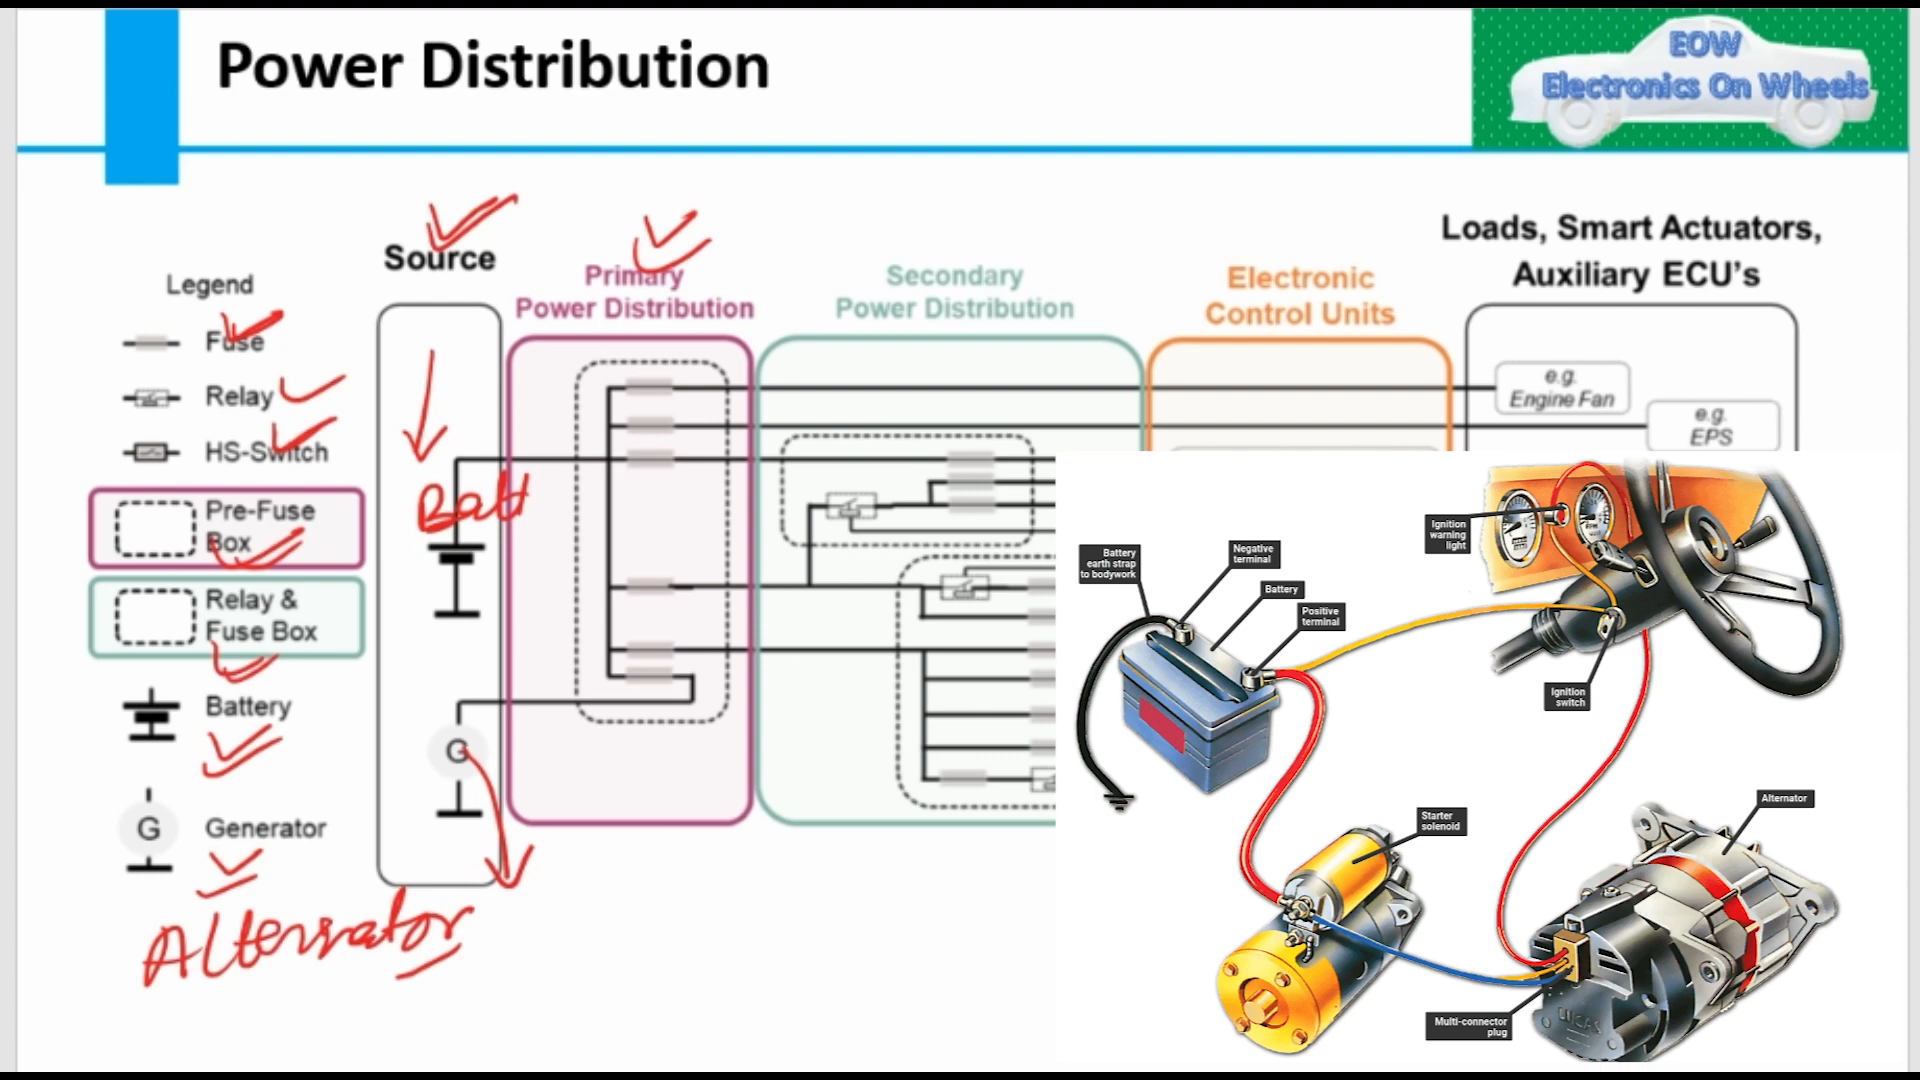 Power Distribution
EOW
Electronics On Wheels
Legend
Fuse
Relay
HS-Switch
Pre-Fuse
Box
Relay &
Fuse Box
Battery
G
Generator
Alternator
Source
Batt
G
Primary
Power Distribution
Secondary
Power Distribution
Electronic
Control Units
Loads, Smart Actuators,
Auxiliary ECU's
e.g.
Engine Fan
e.g.
EPS
Battery
earth strap
to bodywork
Negative
terminal
Battery
Positive
terminal
Ignition
warning
light
Ignition
switch
Starter
solenoid
Alternator
Multi-connector
plug
LUCAS